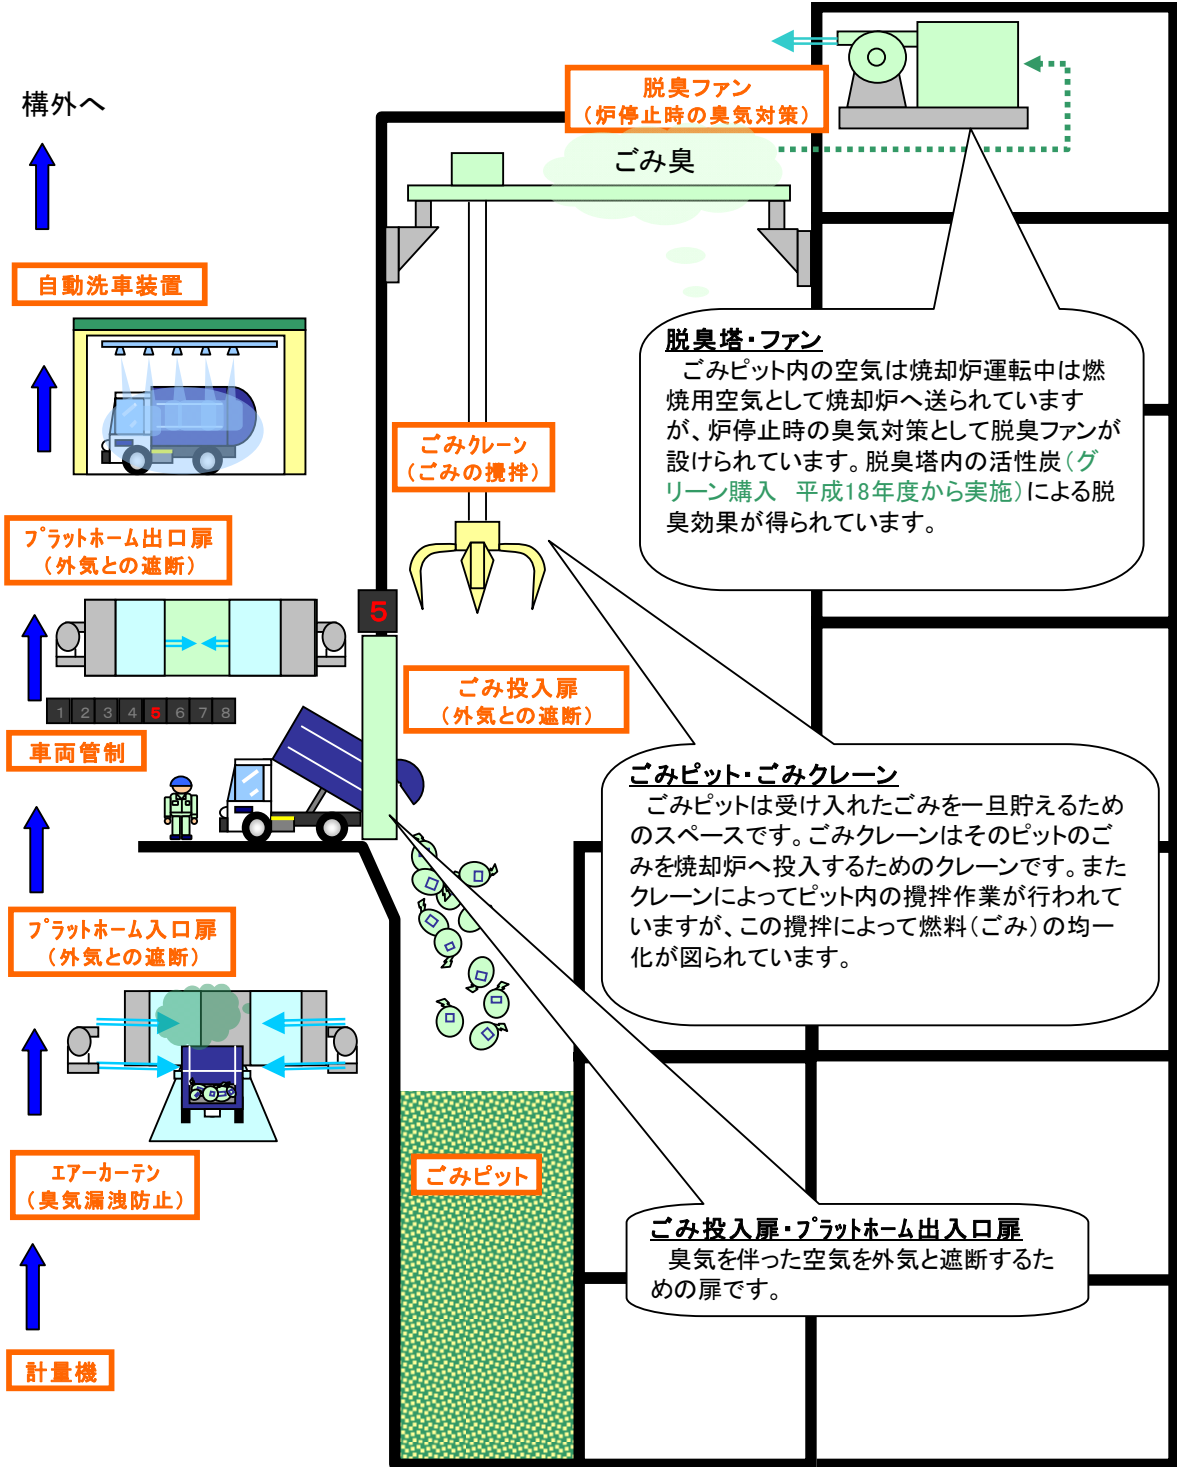 脱臭ファン
（炉停止時の臭気対策）
構外へ
ごみ臭
自動洗車装置
脱臭塔・ファン
ごみピット内の空気は焼却炉運転中は燃
焼用空気として焼却炉へ送られています
が、炉停止時の臭気対策として脱臭ファンが
設けられています。脱臭塔内の活性炭（グ
リーン購入　平成18年度から実施）による脱
臭効果が得られています。
ごみクレーン
（ごみの攪拌）
プラットホーム出口扉
（外気との遮断）
5
ごみ投入扉
（外気との遮断）
1 2 3 4 5 6 7 8
車両管制
ごみピット・ごみクレーン
ごみピットは受け入れたごみを一旦貯えるため
のスペースです。ごみクレーンはそのピットのご
みを焼却炉へ投入するためのクレーンです。また
クレーンによってピット内の攪拌作業が行われて
いますが、この攪拌によって燃料（ごみ）の均一
化が図られています。
プラットホーム入口扉
（外気との遮断）
エアーカーテン
（臭気漏洩防止）
ごみピット
ごみ投入扉・プラットホーム出入口扉
臭気を伴った空気を外気と遮断するた
めの扉です。
計量機